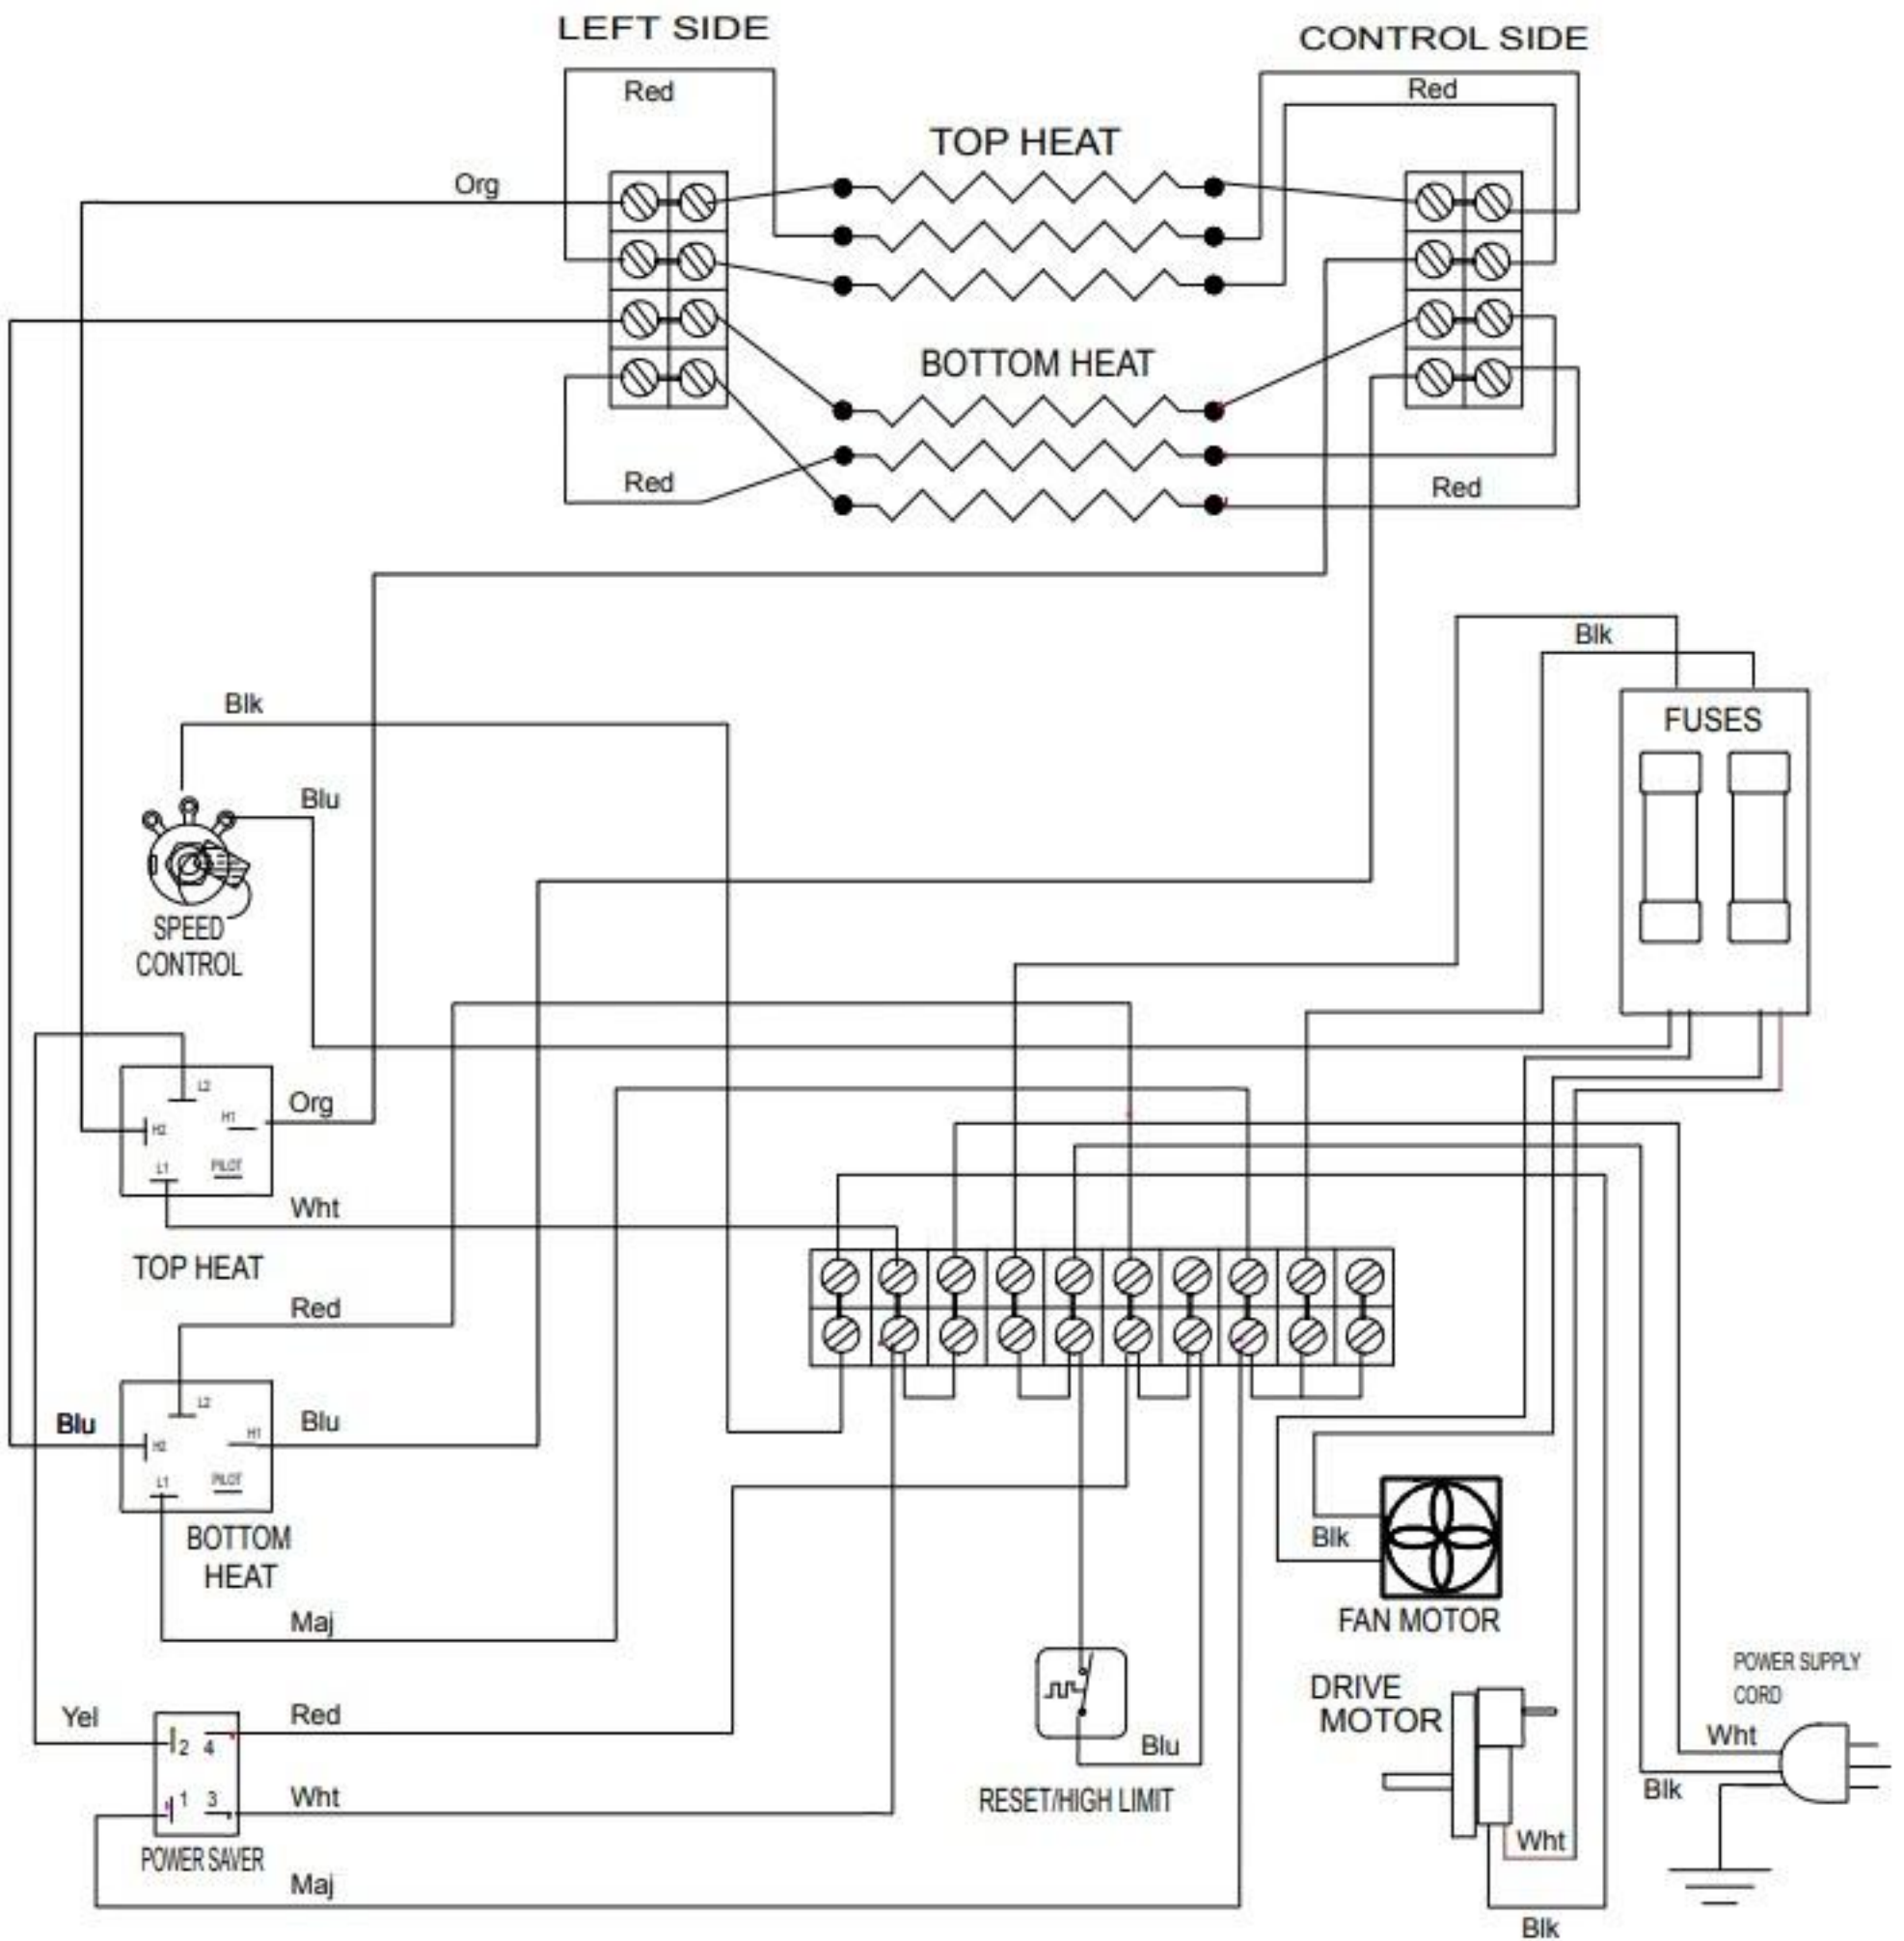 LEFT SIDE
CONTROL SIDE
Red
Red
TOP HEAT
Org
BOTTOM HEAT
Red
Red
Blk
FUSES
Blk
Blu
SPEED
CONTROL
L2
Org
H1
H2
L1
PILOT
Wht
TOP HEAT
Red
L2
Blu
Blu
H1
H2
L1
PILOT
BOTTOM
HEAT
Blk
FAN MOTOR
Maj
POWER SUPPLY
CORD
DRIVE
MOTOR
Yel
Red
2 4
Wht
Blu
Blk
1 3
Wht
RESET/HIGH LIMIT
Wht
POWER SAVER
Maj
Blk